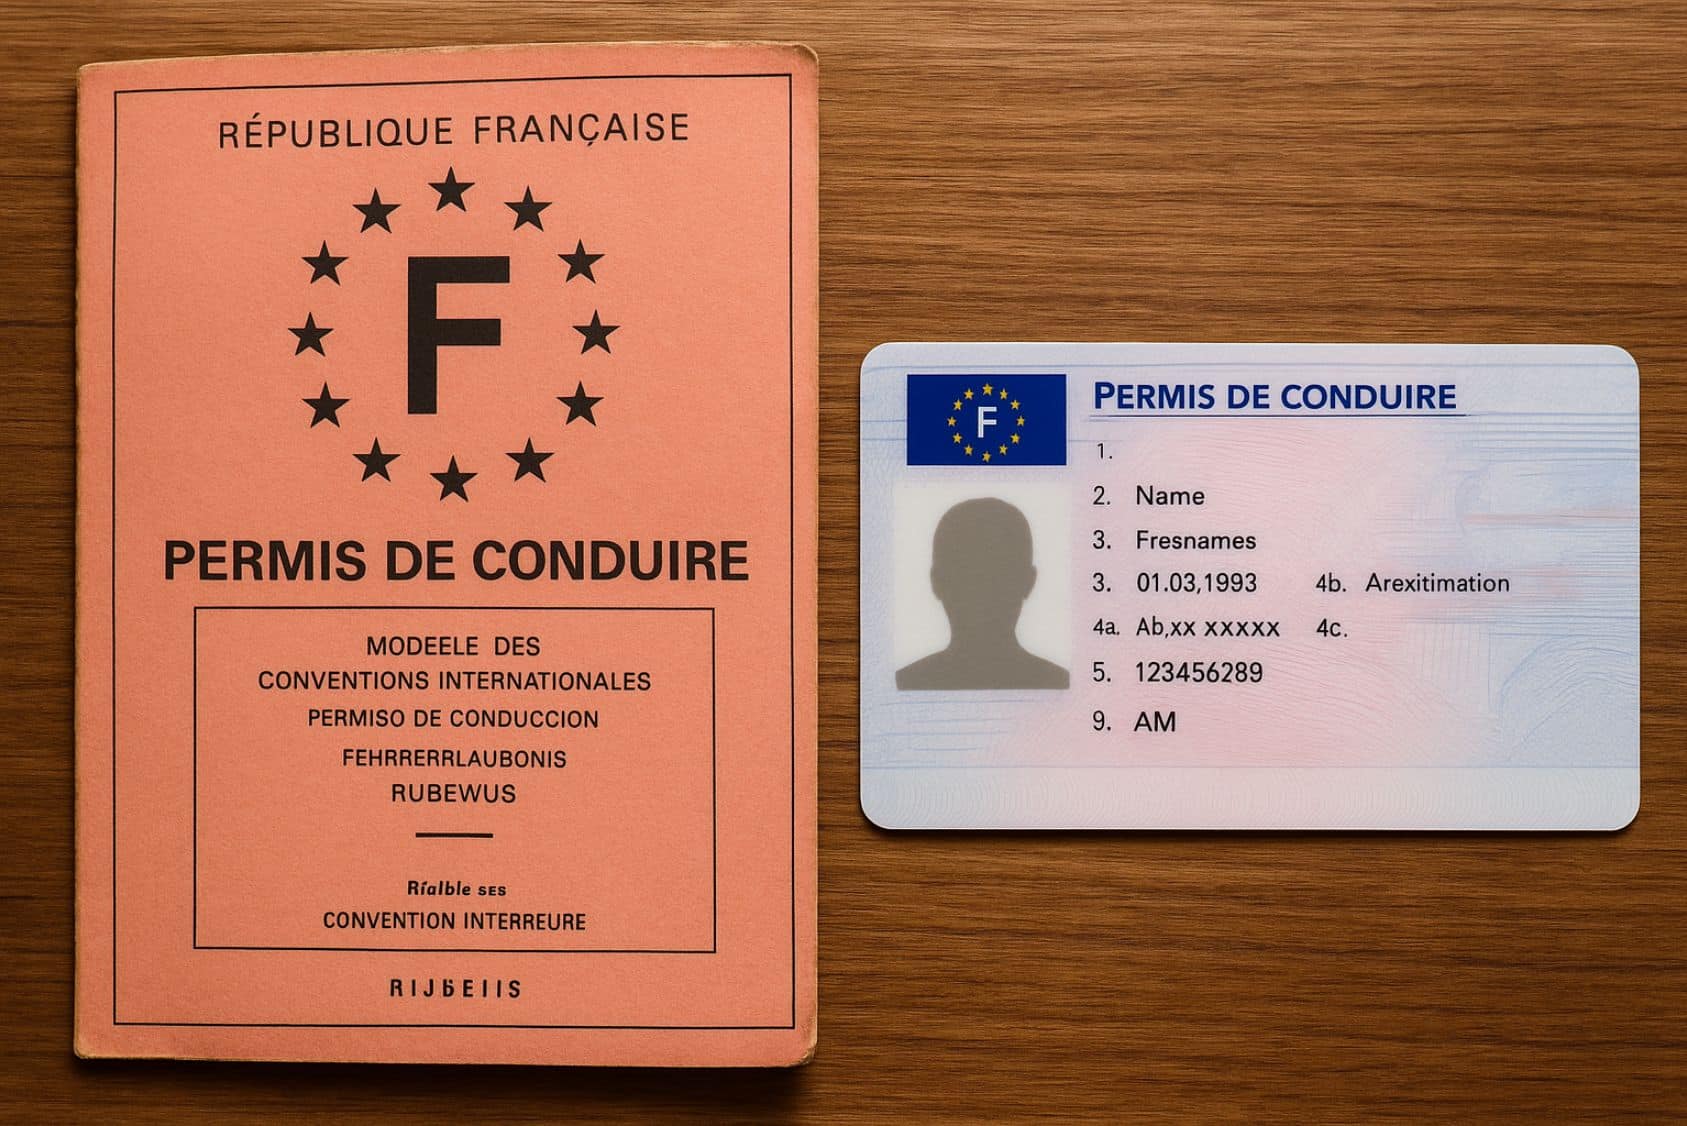 RÉPUBLIQUE FRANÇAISE
F
PERMIS DE CONDUIRE
MODEELE DES
CONVENTIONS INTERNATIONALES
PERMISO DE CONDUCCION
FEHRRERRLAUBONIS
RUBEWUS
Ríalble SES
CONVENTION INTERREURE
F
PERMIS DE CONDUIRE
1.
2. Name
3. Fresnames
3. 01.03,1993 4b. Arexitimation
4a. Ab,xx xxxxx 4c.
5. 123456289
9. AM